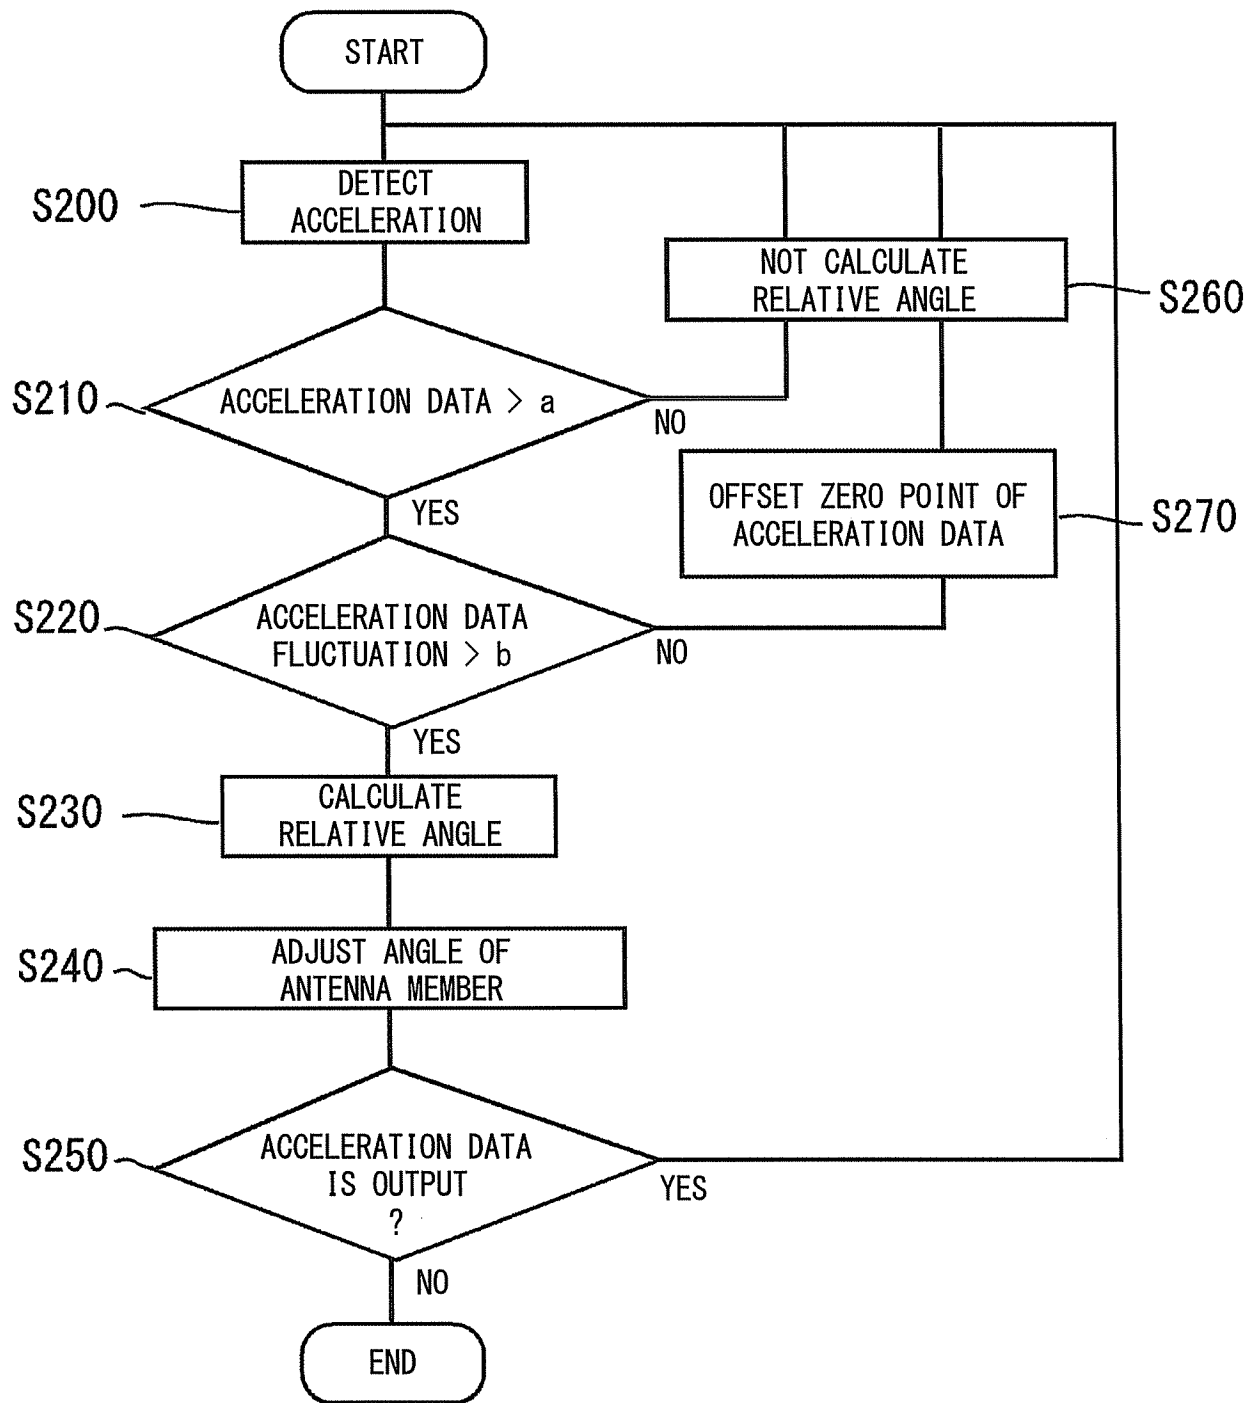 START
S200
DETECT
ACCELERATION
NOT CALCULATE
RELATIVE ANGLE
S260
S210
ACCELERATION DATA > a
NO
YES
OFFSET ZERO POINT OF
ACCELERATION DATA
S270
S220
ACCELERATION DATA
FLUCTUATION > b
NO
YES
S230
CALCULATE
RELATIVE ANGLE
S240
ADJUST ANGLE OF
ANTENNA MEMBER
S250
ACCELERATION DATA
IS OUTPUT
?
YES
NO
END